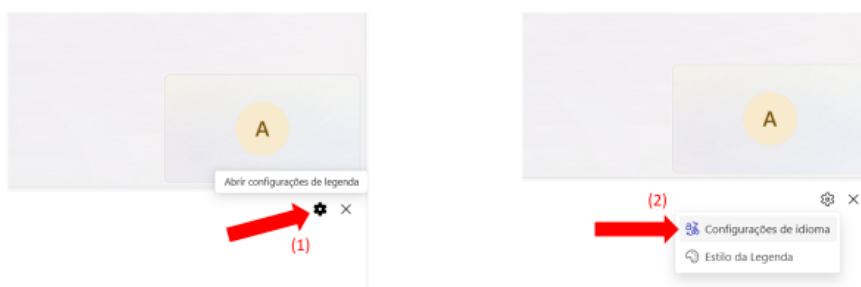 A
Abrir configurações de legenda
(1)
A
(2)
Configurações de idioma
Estilo da Legenda